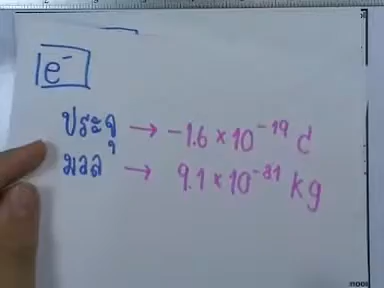 e⁻
ประจุ → -1.6 × 10⁻¹⁹ C
มวล → 9.1 × 10⁻³¹ kg